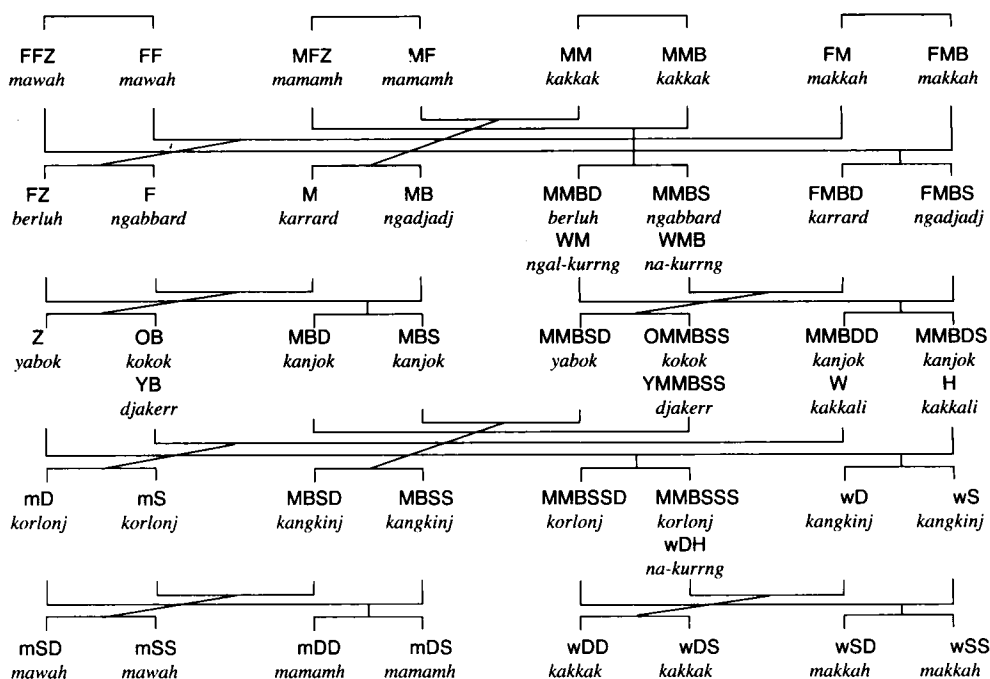 FFZ FF MFZ MF MM MMB FM FMB
mawah mawah mamamh mamamh kakkak kakkak makkah makkah
FZ F M MB MMBD MMBS FMBD FMBS
berluh ngabbard karrard ngadjadj berluh ngabbard karrard ngadjadj
WM WMB
ngal-kurrng na-kurrng
Z OB MBD MBS MMBSD OMMBSS MMBDD MMBDS
yabok kokok kanjok kanjok yabok kokok kanjok kanjok
YB YMMBSS W H
djakerr djakerr kakkali kakkali
mD mS MBSD MBSS MMBSSD MMBSSS wD wS
korlonj korlonj kangkinj kangkinj korlonj korlonj kangkinj kangkinj
wDH
na-kurrng
mSD mSS mDD mDS wDD wDS wSD wSS
mawah mawah mamamh mamamh kakkak kakkak makkah makkah